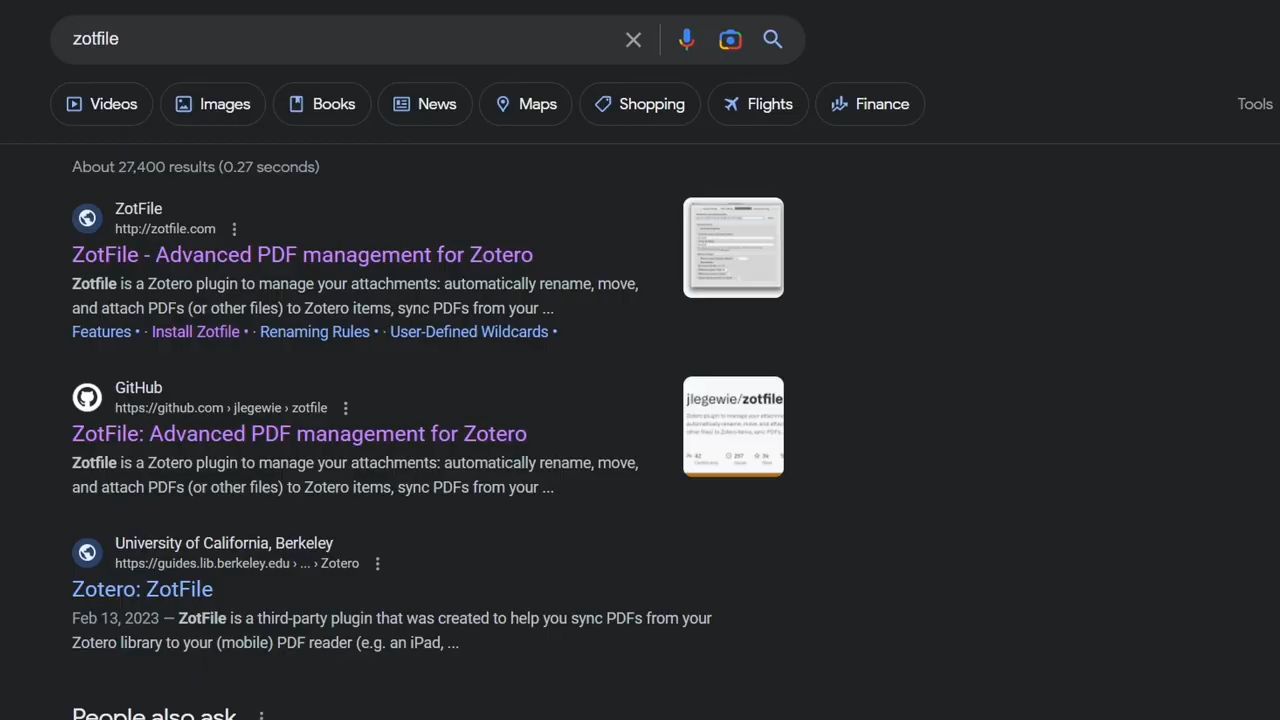 zotfile
Videos
Images
Books
News
Maps
Shopping
Flights
Finance
Tools
About 27,400 results (0.27 seconds)
ZotFile
http://zotfile.com
ZotFile - Advanced PDF management for Zotero
Zotfile is a Zotero plugin to manage your attachments: automatically rename, move,
and attach PDFs (or other files) to Zotero items, sync PDFs from your ...
Features • · Install Zotfile • · Renaming Rules • · User-Defined Wildcards •
GitHub
https://github.com › jlegewie › zotfile
jlegewie/zotfile
ZotFile: Advanced PDF management for Zotero
Zotfile is a Zotero plugin to manage your attachments: automatically rename, move,
and attach PDFs (or other files) to Zotero items, sync PDFs from your ...
University of California, Berkeley
https://guides.lib.berkeley.edu › ... › Zotero
Zotero: ZotFile
Feb 13, 2023 — ZotFile is a third-party plugin that was created to help you sync PDFs from your
Zotero library to your (mobile) PDF reader (e.g. an iPad, ...
People also ask